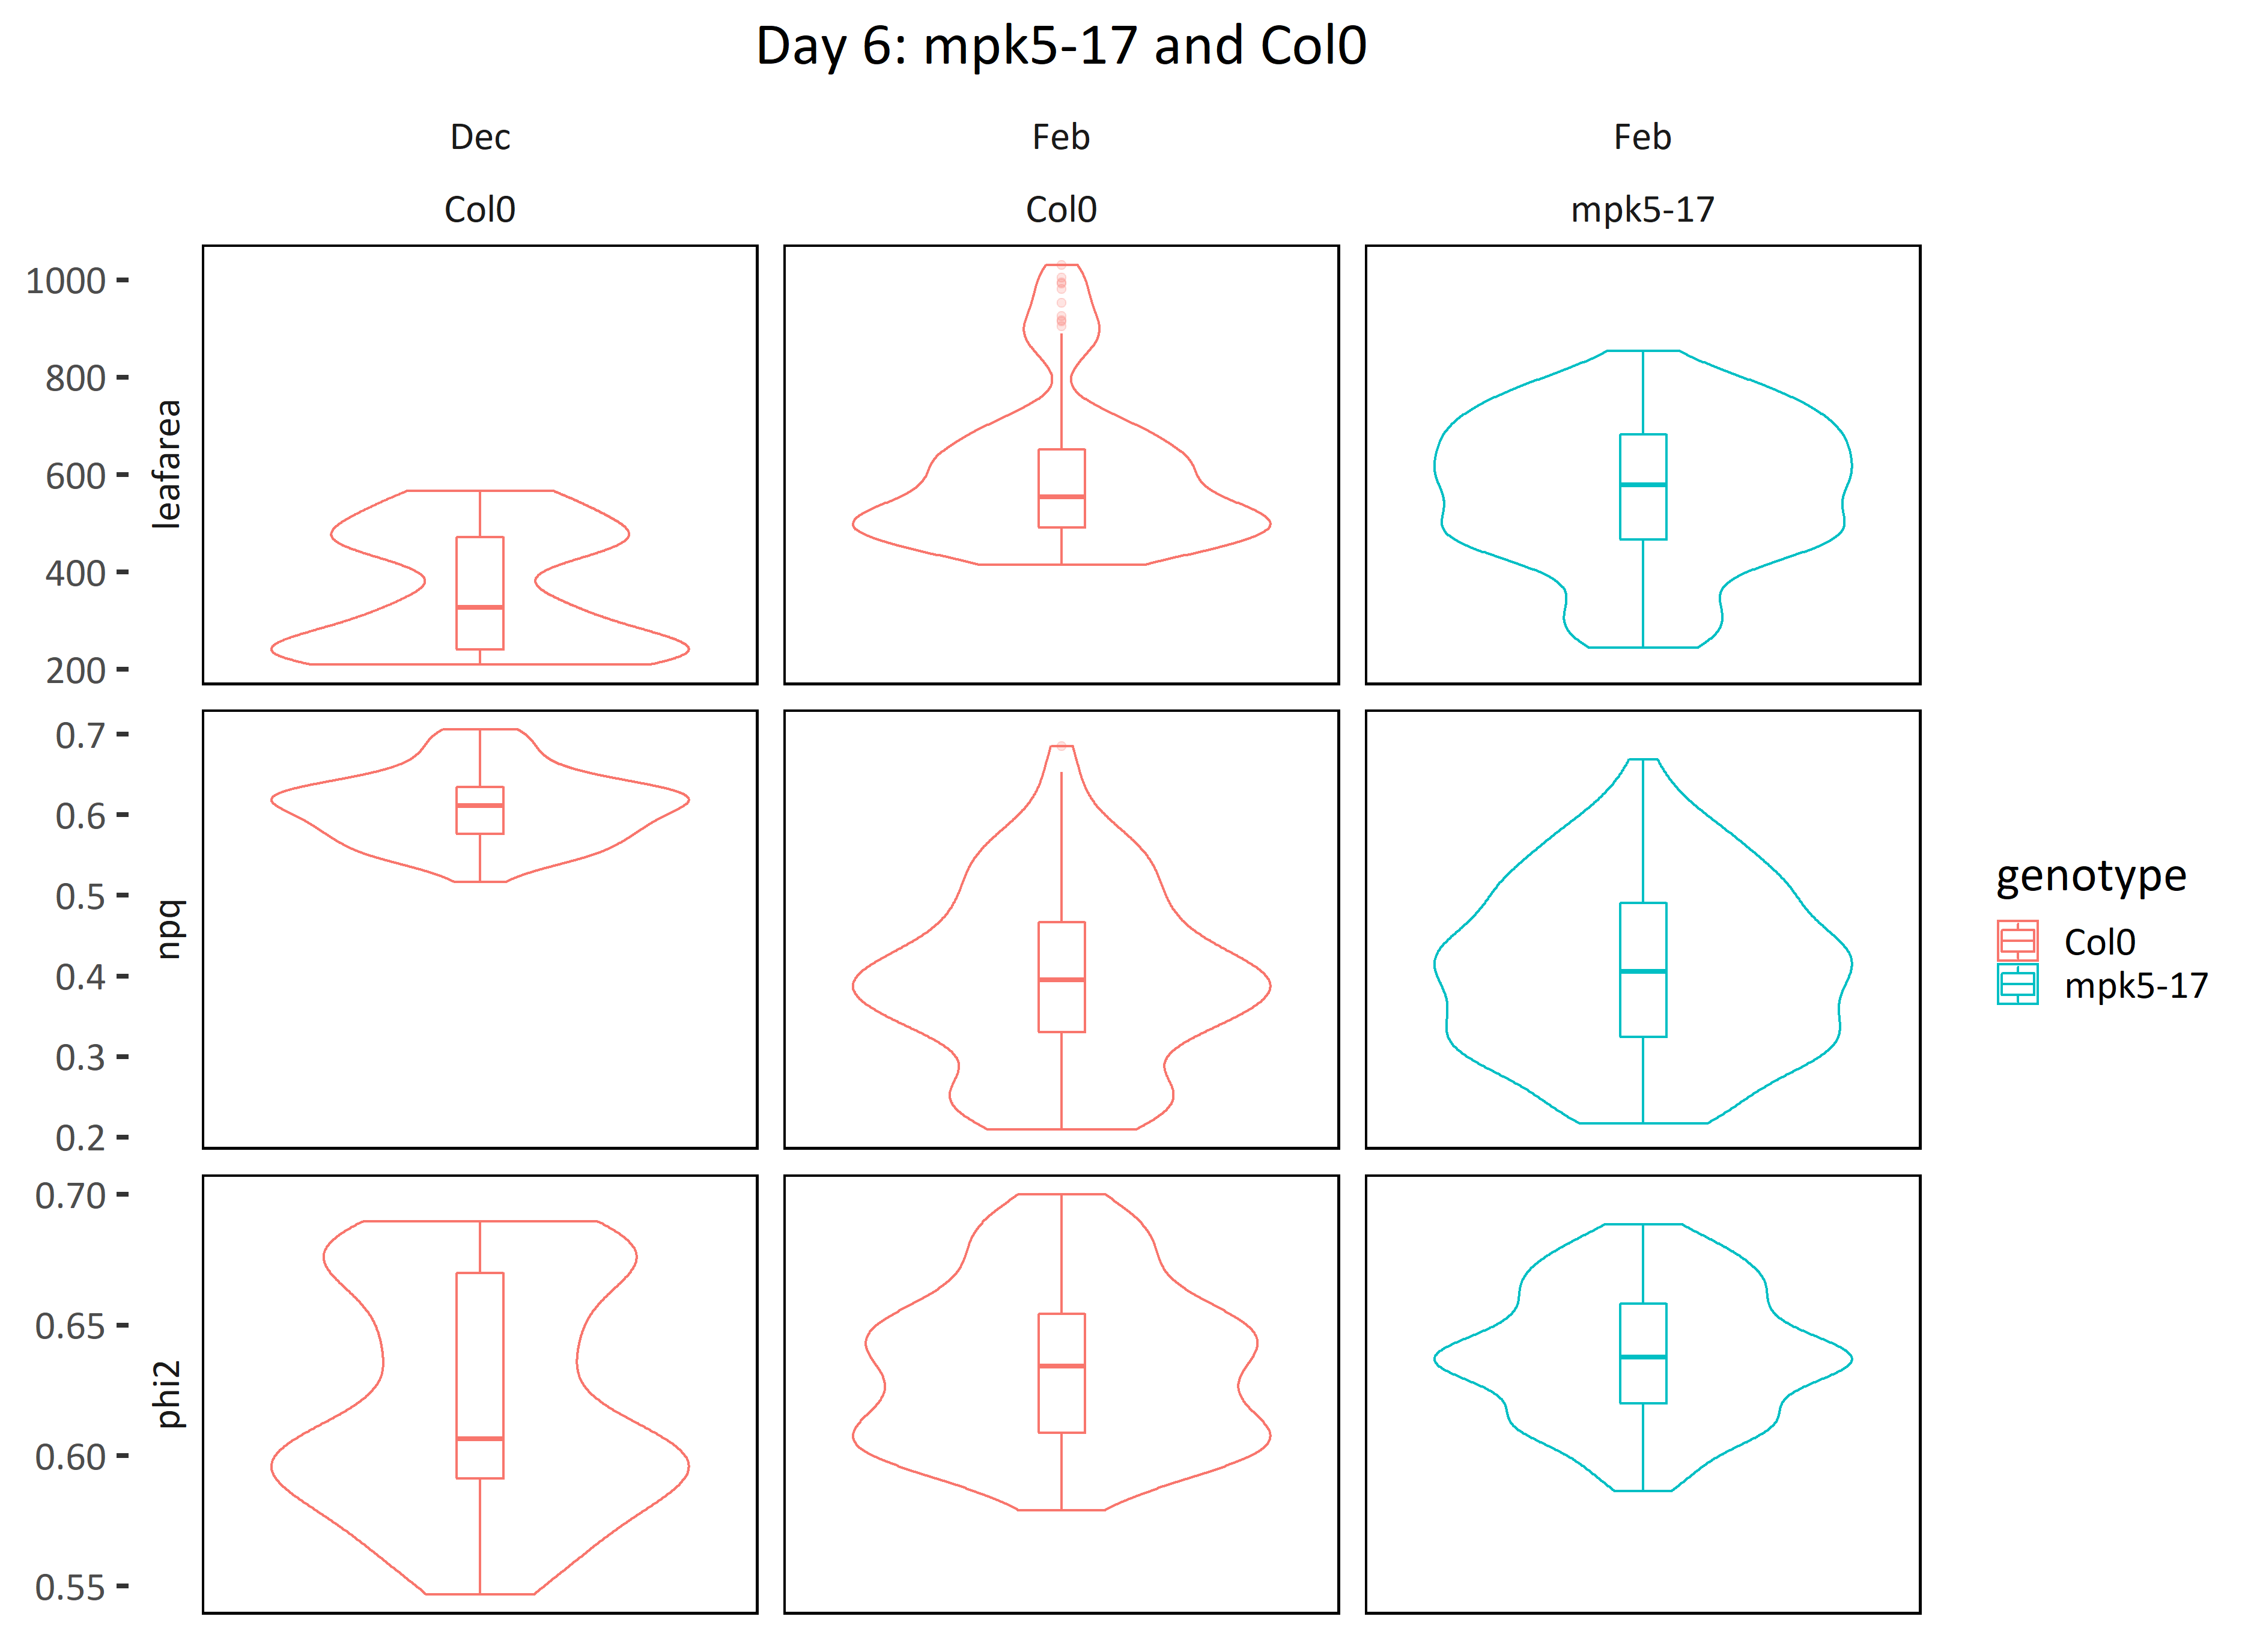 Day 6: mpk5-17 and Col0
Dec
Feb
Feb
Col0
Col0
mpk5-17
1000
800
600
400
200
leafarea
0.7
0.6
0.5
0.4
0.3
0.2
npq
0.70
0.65
0.60
0.55
phi2
genotype
Col0
mpk5-17